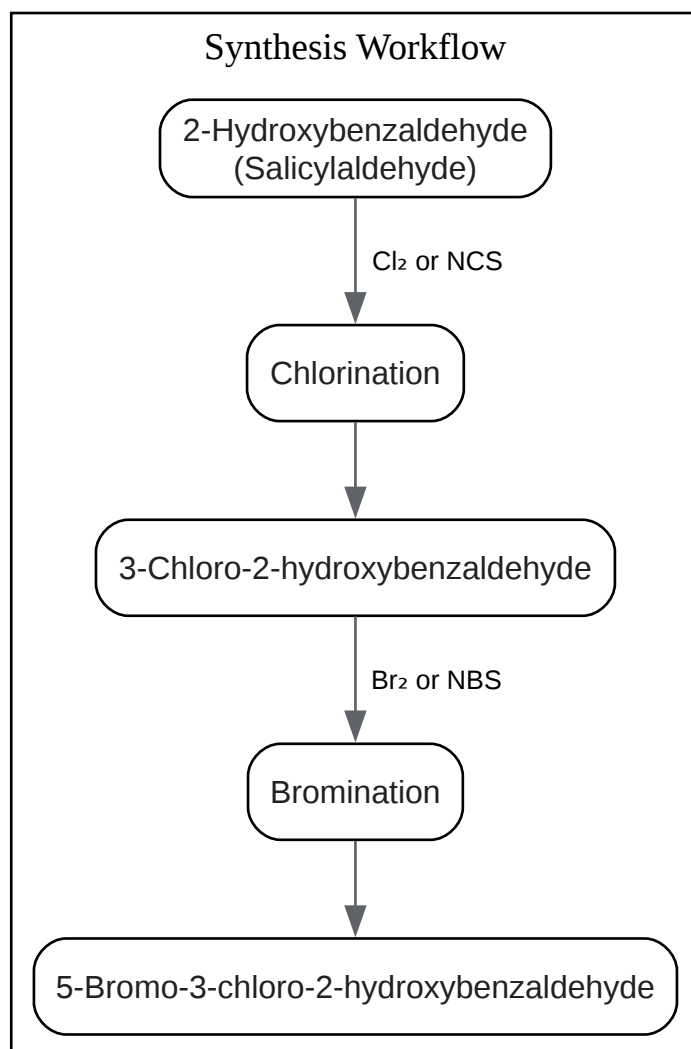 Synthesis Workflow
2-Hydroxybenzaldehyde
(Salicylaldehyde)
Cl₂ or NCS
Chlorination
3-Chloro-2-hydroxybenzaldehyde
Br₂ or NBS
Bromination
5-Bromo-3-chloro-2-hydroxybenzaldehyde